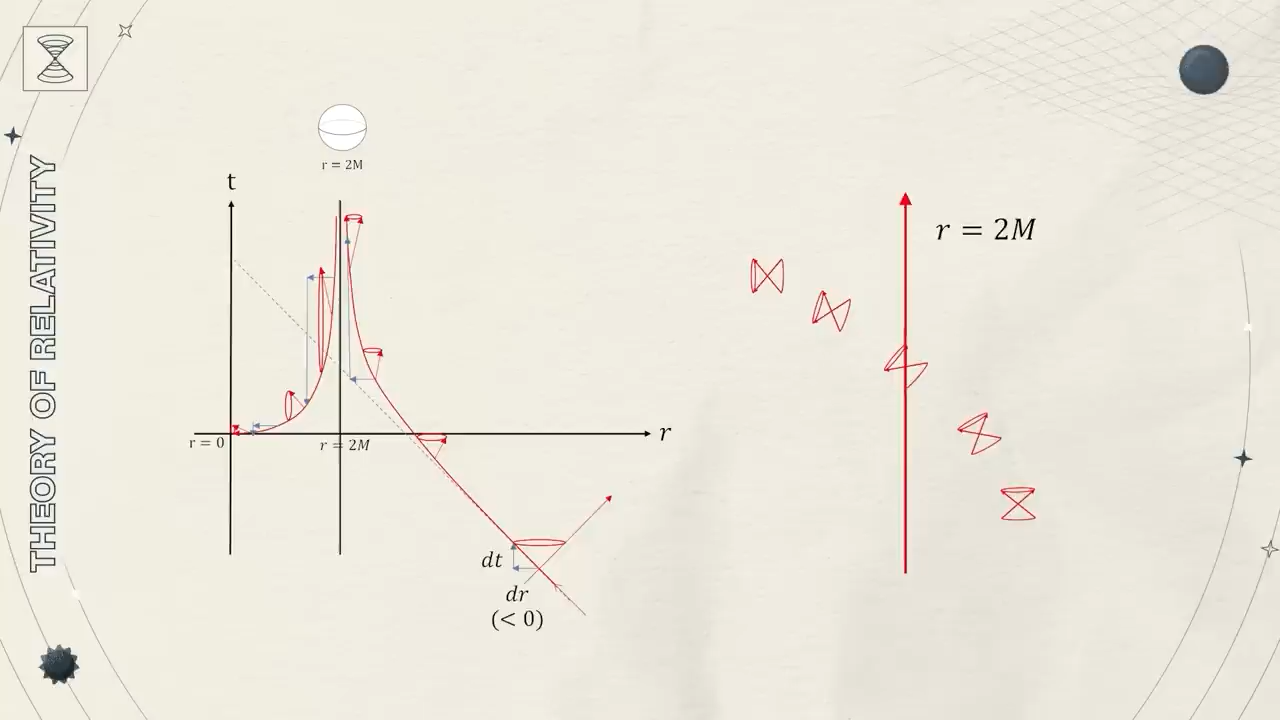 THEORY OF RELATIVITY
r = 2M
t
r = 0
r = 2M
r
dt
dr
(< 0)
r = 2M